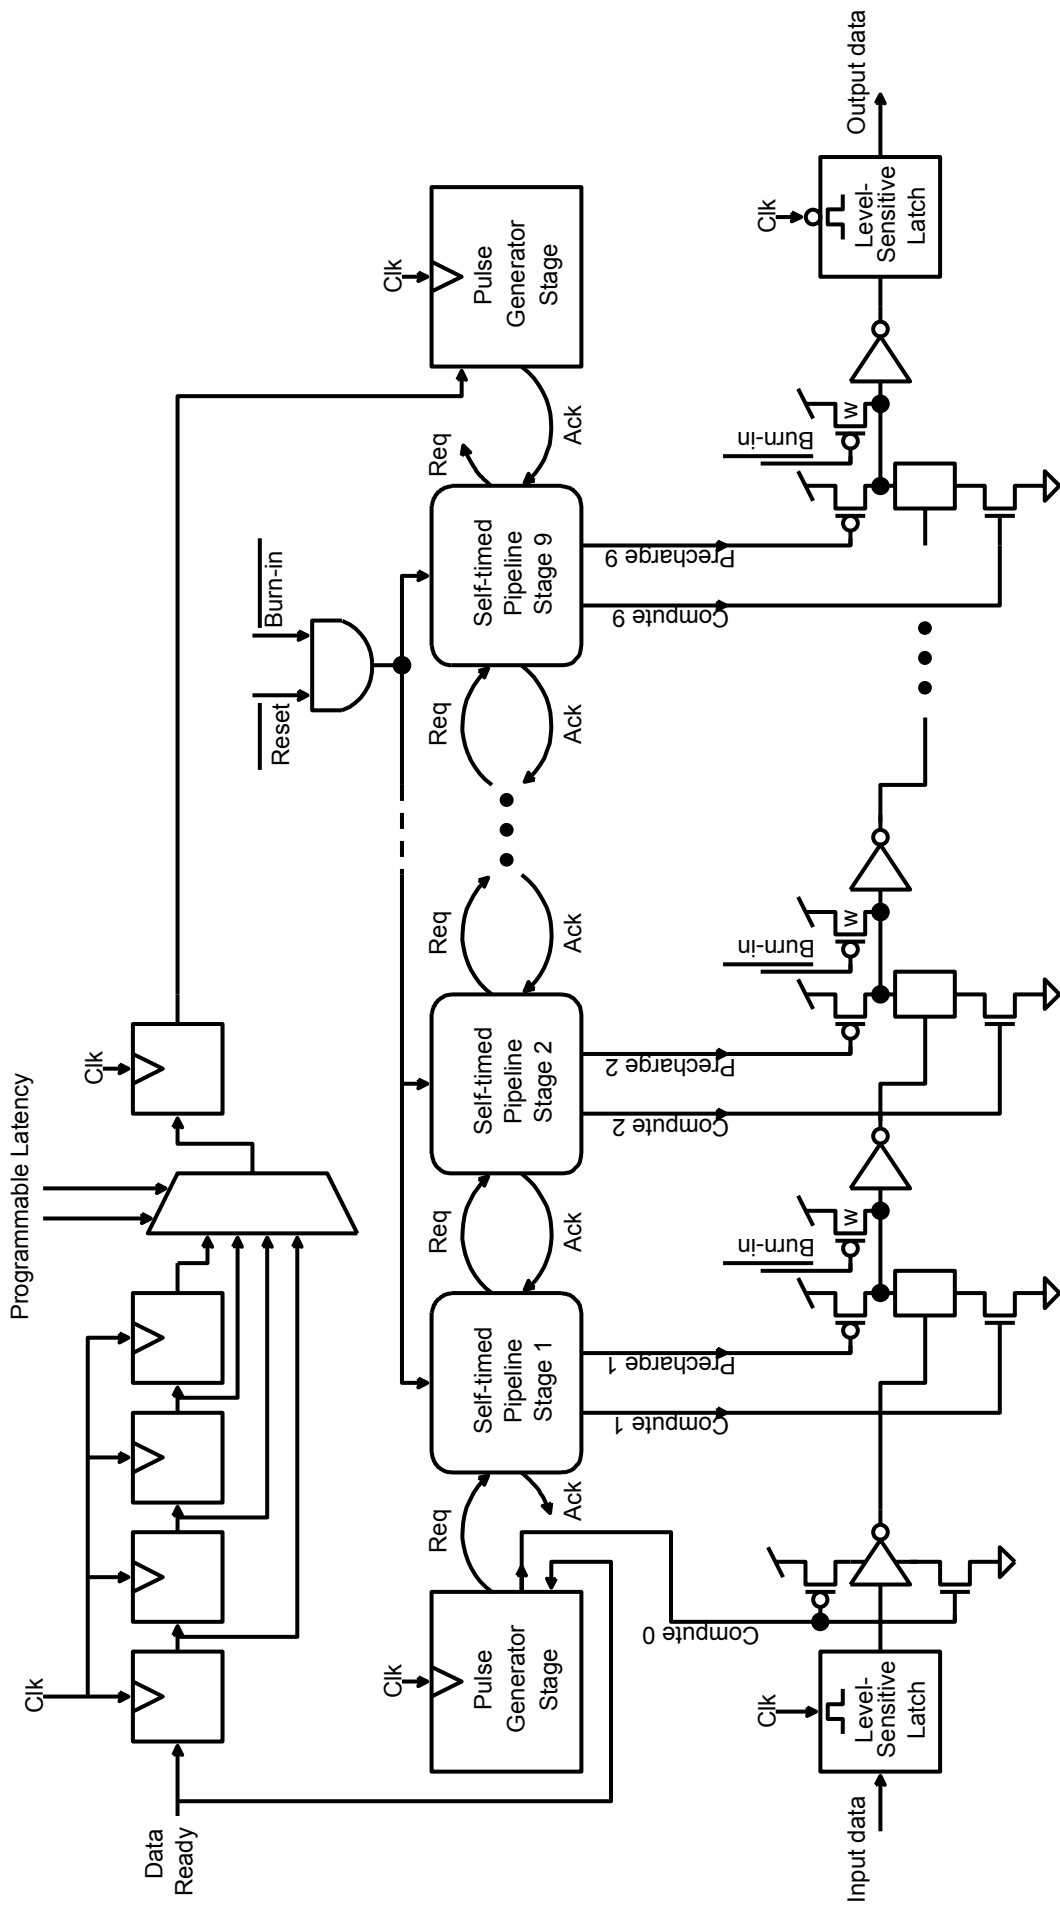 Programmable Latency
Clk
Clk
Data
Ready
Reset
Burn-in
Clk
Pulse
Generator
Stage
Req
Ack
Self-timed
Pipeline
Stage 1
Req
Ack
Self-timed
Pipeline
Stage 2
Req
Ack
Req
Ack
Self-timed
Pipeline
Stage 9
Req
Ack
Clk
Pulse
Generator
Stage
Compute 0
Compute 1
Precharge 1
Compute 2
Precharge 2
Compute 9
Precharge 9
Burn-in
W
Burn-in
W
Burn-in
W
Input data
Clk
Level-
Sensitive
Latch
Clk
Level-
Sensitive
Latch
Output data